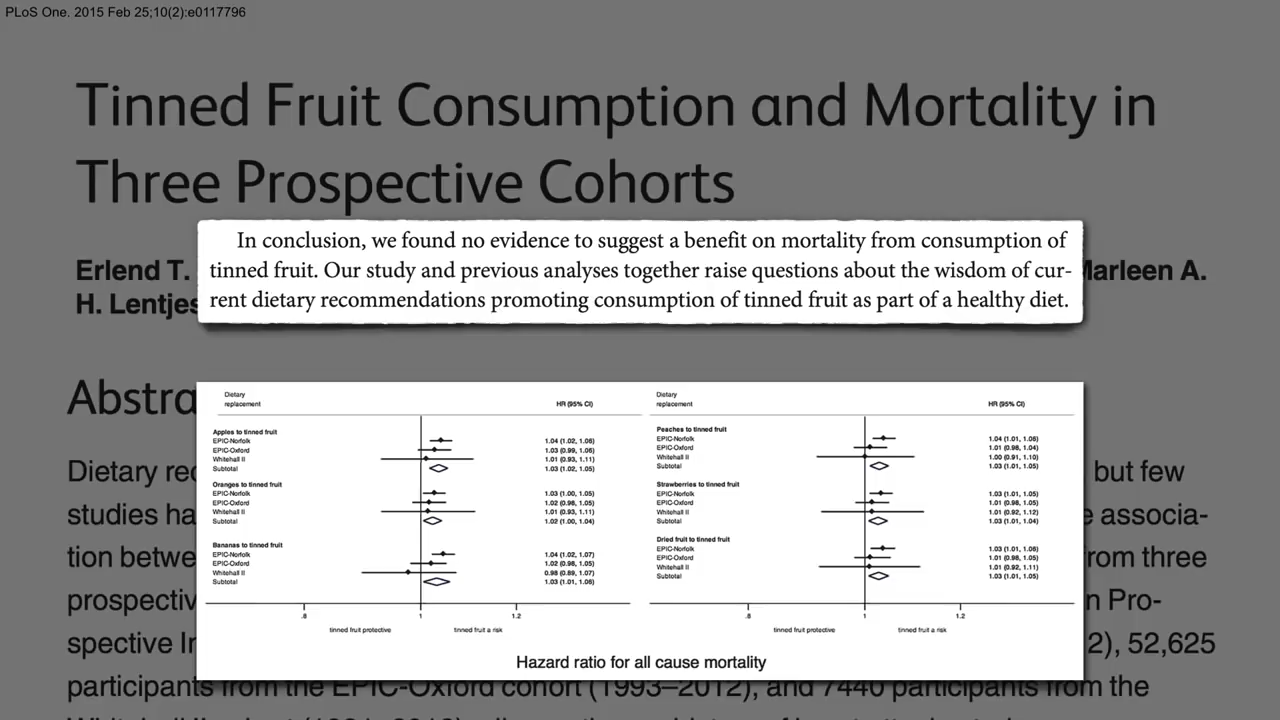 PLoS One. 2015 Feb 25;10(2):e0117796
Tinned Fruit Consumption and Mortality in
Three Prospective Cohorts
Erlend T. Marleen A.
H. Lentjes
In conclusion, we found no evidence to suggest a benefit on mortality from consumption of
tinned fruit. Our study and previous analyses together raise questions about the wisdom of cur-
rent dietary recommendations promoting consumption of tinned fruit as part of a healthy diet.
Abstra
Dietary rec but few
studies ha e associa-
tion betwe rom three
prospectiv n Pro-
spective In 2), 52,625
participants from the EPIC-Oxford cohort (1993–2012), and 7440 participants from the
Dietary
replacement HR (95% CI)
Apples to tinned fruit
EPIC-Norfolk 1.04 (1.02, 1.06)
EPIC-Oxford 1.03 (0.99, 1.06)
Whitehall II 1.01 (0.93, 1.11)
Subtotal 1.03 (1.02, 1.05)
Oranges to tinned fruit
EPIC-Norfolk 1.03 (1.00, 1.05)
EPIC-Oxford 1.02 (0.98, 1.05)
Whitehall II 1.01 (0.93, 1.11)
Subtotal 1.02 (1.00, 1.04)
Bananas to tinned fruit
EPIC-Norfolk 1.04 (1.02, 1.07)
EPIC-Oxford 1.02 (0.98, 1.05)
Whitehall II 0.98 (0.89, 1.07)
Subtotal 1.03 (1.01, 1.06)
.8 1 1.2
tinned fruit protective tinned fruit a risk
Dietary
replacement HR (95% CI)
Peaches to tinned fruit
EPIC-Norfolk 1.04 (1.01, 1.06)
EPIC-Oxford 1.01 (0.98, 1.04)
Whitehall II 1.00 (0.91, 1.10)
Subtotal 1.03 (1.01, 1.05)
Strawberries to tinned fruit
EPIC-Norfolk 1.03 (1.01, 1.05)
EPIC-Oxford 1.01 (0.98, 1.05)
Whitehall II 1.01 (0.92, 1.12)
Subtotal 1.03 (1.01, 1.04)
Dried fruit to tinned fruit
EPIC-Norfolk 1.03 (1.01, 1.06)
EPIC-Oxford 1.01 (0.98, 1.05)
Whitehall II 1.01 (0.92, 1.11)
Subtotal 1.03 (1.01, 1.05)
.8 1 1.2
tinned fruit protective tinned fruit a risk
Hazard ratio for all cause mortality